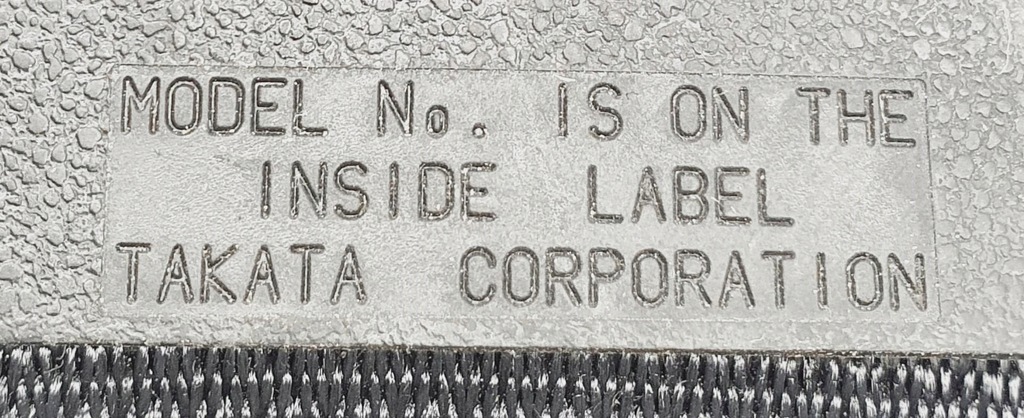 MODEL No. IS ON THE
INSIDE LABEL
TAKATA CORPORATION